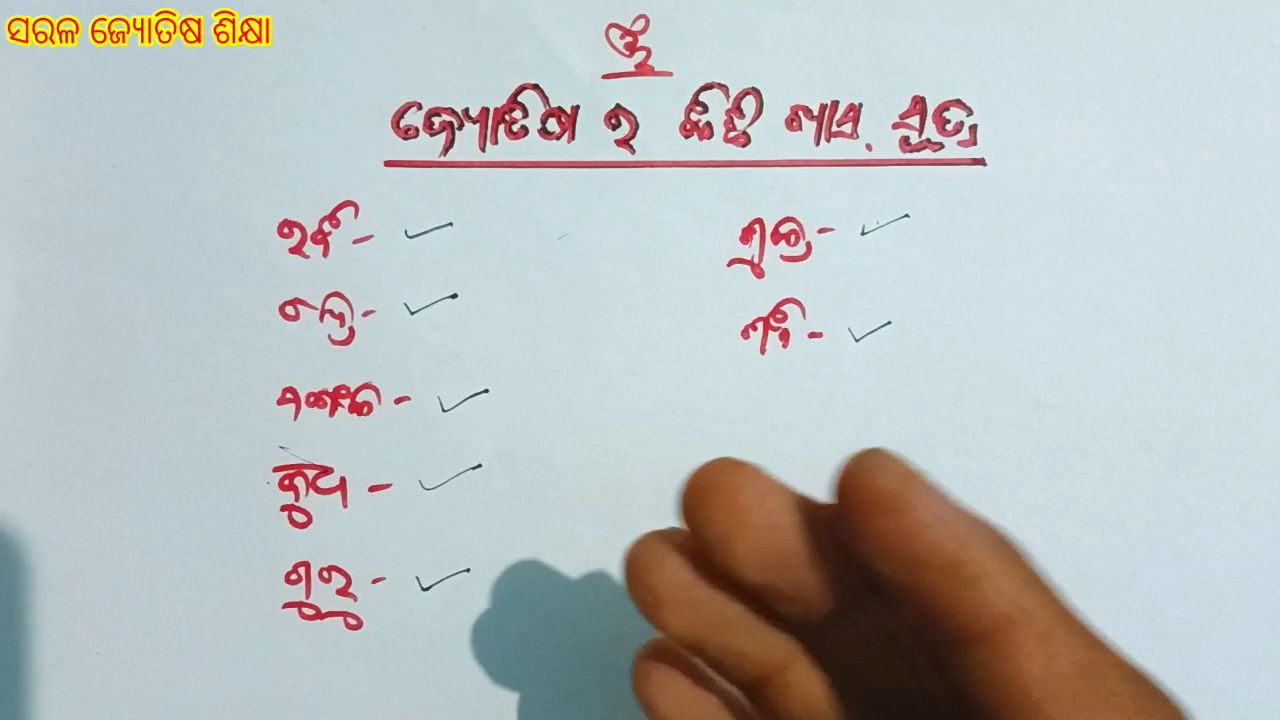 ସରଳ ଜ୍ୟୋତିଷ ଶିକ୍ଷା
ଓଁ
ଜ୍ୟୋତିଷ ର କିଛି ଖାସ ସୂତ୍ର
ରବି -
ଚନ୍ଦ୍ର -
ମଙ୍ଗଳ -
ବୁଧ -
ଗୁରୁ -
ଶୁକ୍ର -
ଶନି -